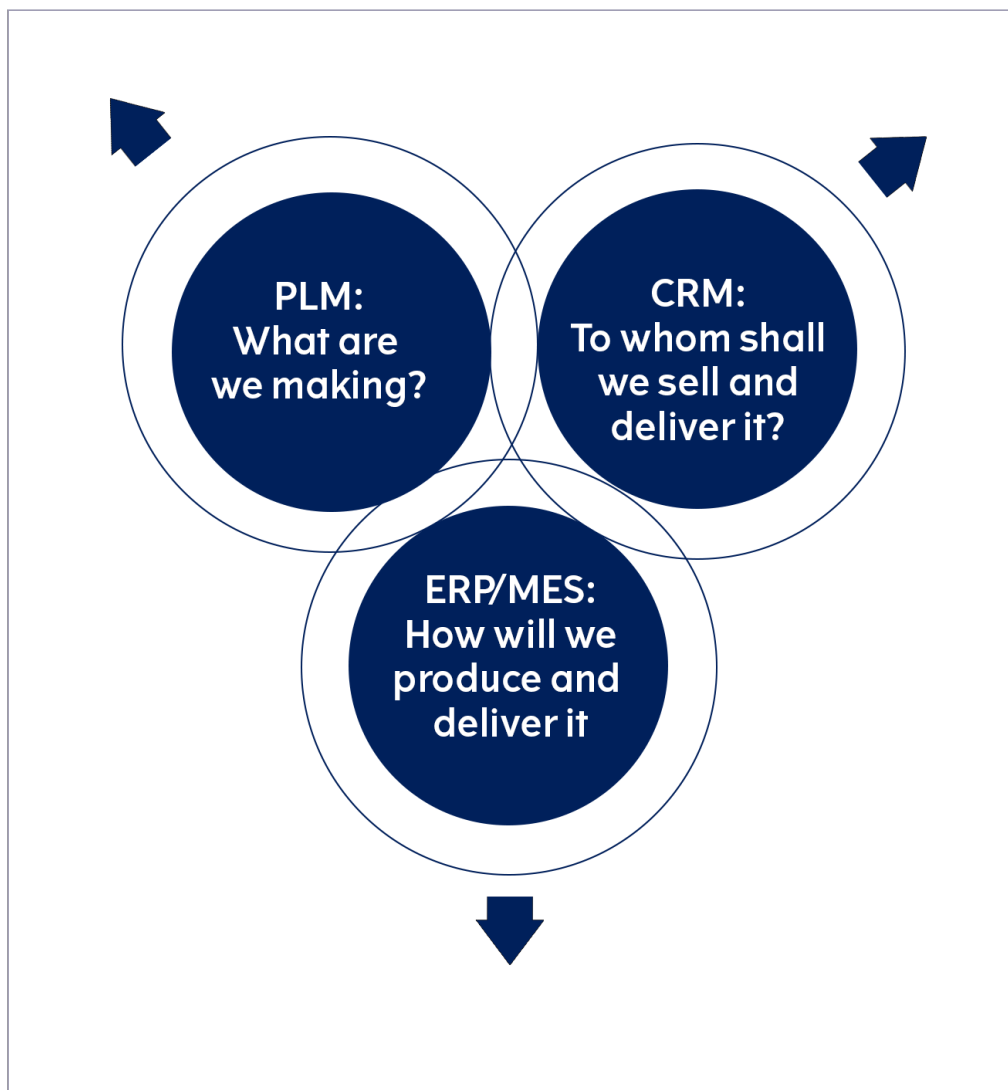 PLM:
What are
we making?
CRM:
To whom shall
we sell and
deliver it?
ERP/MES:
How will we
produce and
deliver it